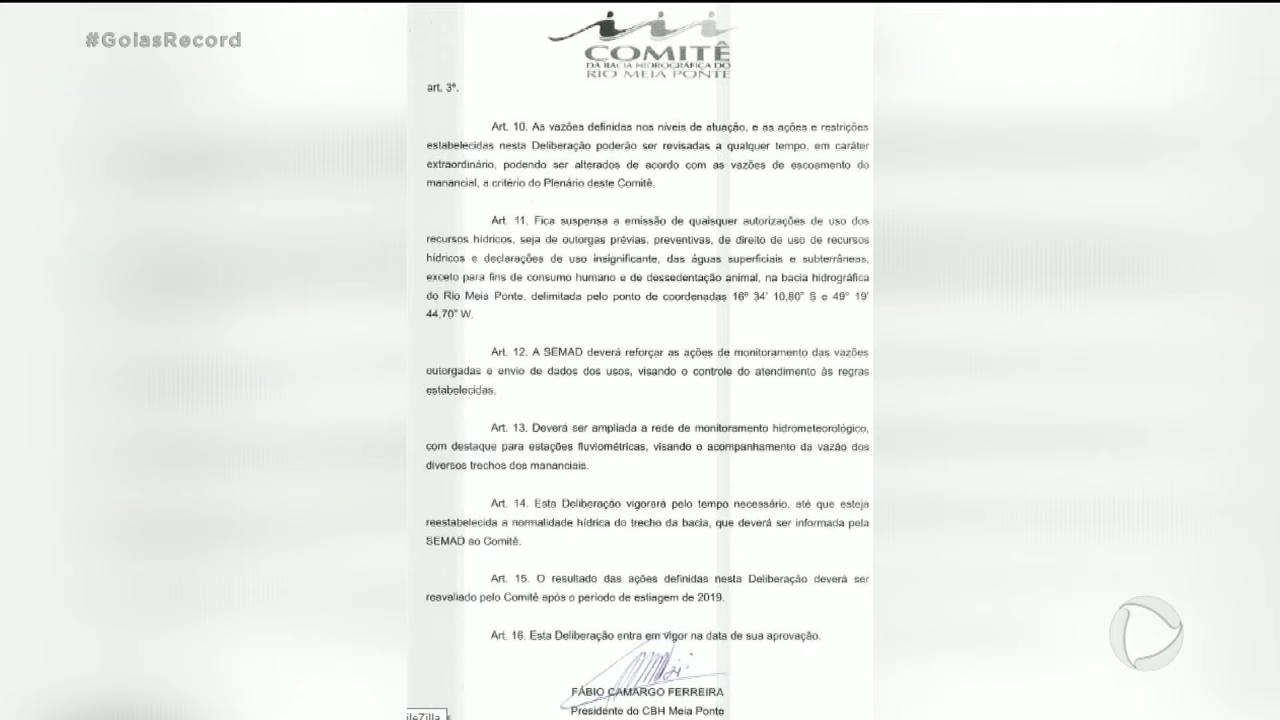 #GoiasRecord
COMITÊ
DA BACIA HIDROGRÁFICA DO
RIO MEIA PONTE
art. 3º.
Art. 10. As vazões definidas nos níveis de atuação, e as ações e restrições
estabelecidas nesta Deliberação poderão ser revisadas a qualquer tempo, em caráter
extraordinário, podendo ser alterados de acordo com as vazões de escoamento do
manancial, a critério do Plenário deste Comitê.
Art. 11. Fica suspensa a emissão de quaisquer autorizações de uso dos
recursos hídricos, seja de outorgas prévias, preventivas, de direito de uso de recursos
hídricos e declarações de uso insignificante, das águas superficiais e subterrâneas,
exceto para fins de consumo humano e de dessedentação animal, na bacia hidrográfica
do Rio Meia Ponte, delimitada pelo ponto de coordenadas 16º 34' 10,80" S e 49° 19'
44,70" W.
Art. 12. A SEMAD deverá reforçar as ações de monitoramento das vazões
outorgadas e envio de dados dos usos, visando o controle do atendimento às regras
estabelecidas.
Art. 13. Deverá ser ampliada a rede de monitoramento hidrometeorológico,
com destaque para estações fluviométricas, visando o acompanhamento da vazão dos
diversos trechos dos mananciais.
Art. 14. Esta Deliberação vigorará pelo tempo necessário, até que esteja
reestabelecida a normalidade hídrica do trecho da bacia, que deverá ser informada pela
SEMAD ao Comitê.
Art. 15. O resultado das ações definidas nesta Deliberação deverá ser
reavaliado pelo Comitê após o período de estiagem de 2019.
Art. 16. Esta Deliberação entra em vigor na data de sua aprovação.
FÁBIO CAMARGO FERREIRA
Presidente do CBH Meia Ponte
ileZilla